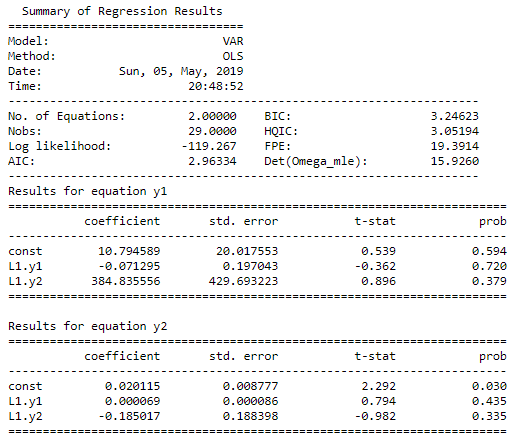 Summary of Regression Results
==================================
Model: VAR
Method: OLS
Date: Sun, 05, May, 2019
Time: 20:48:52
--------------------------------------------------------------------
No. of Equations: 2.00000 BIC: 3.24623
Nobs: 29.0000 HQIC: 3.05194
Log likelihood: -119.267 FPE: 19.3914
AIC: 2.96334 Det(Omega_mle): 15.9260
--------------------------------------------------------------------
Results for equation y1
========================================================================
coefficient std. error t-stat prob
------------------------------------------------------------------------
const 10.794589 20.017553 0.539 0.594
L1.y1 -0.071295 0.197043 -0.362 0.720
L1.y2 384.835556 429.693223 0.896 0.379
========================================================================
Results for equation y2
========================================================================
coefficient std. error t-stat prob
------------------------------------------------------------------------
const 0.020115 0.008777 2.292 0.030
L1.y1 0.000069 0.000086 0.794 0.435
L1.y2 -0.185017 0.188398 -0.982 0.335
========================================================================